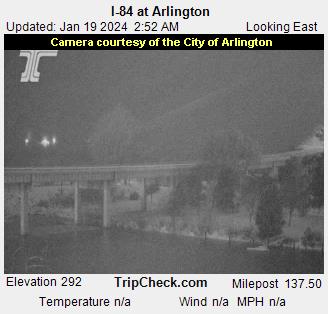 I-84 at Arlington
Updated: Jan 19 2024 2:52 AM Looking East
Camera courtesy of the City of Arlington
Elevation 292 TripCheck.com Milepost 137.50
Temperature n/a Wind n/a MPH n/a